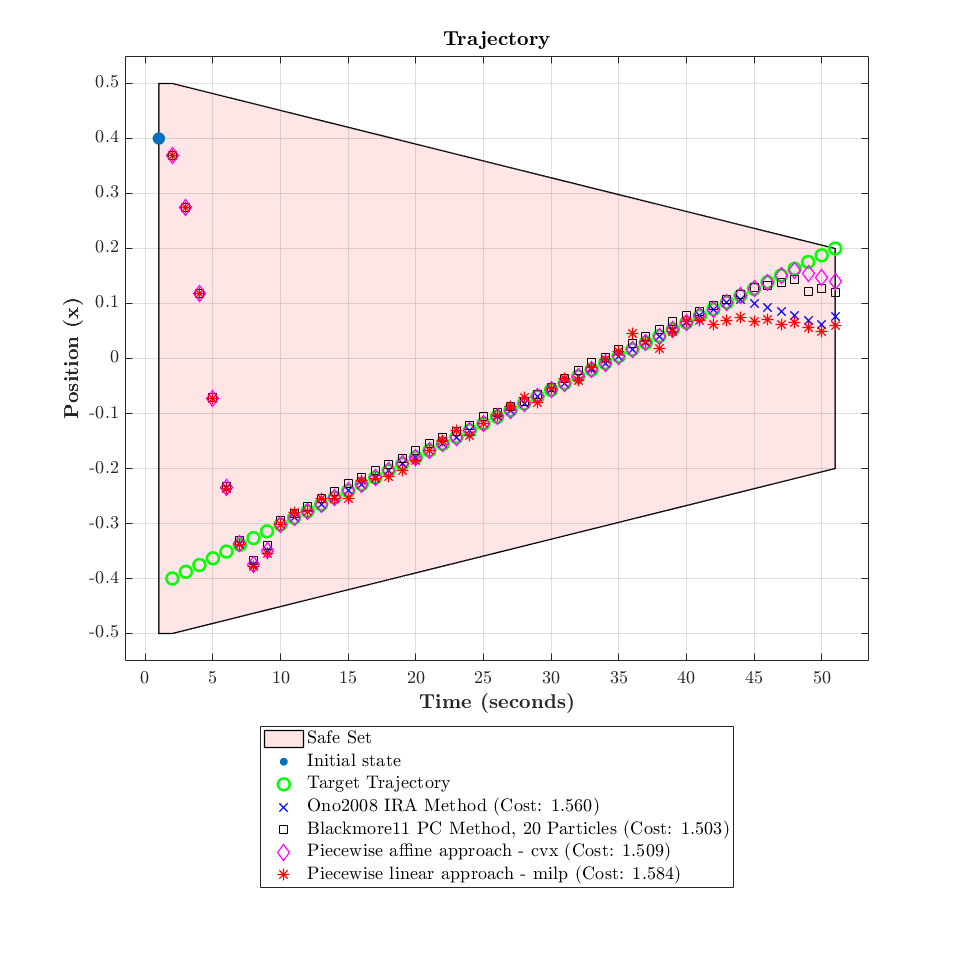 Trajectory
0.5
0.4
0.3
0.2
0.1
0
-0.1
-0.2
-0.3
-0.4
-0.5
Position (x)
0 5 10 15 20 25 30 35 40 45 50
Time (seconds)
Safe Set
Initial state
Target Trajectory
Ono2008 IRA Method (Cost: 1.560)
Blackmore11 PC Method, 20 Particles (Cost: 1.503)
Piecewise affine approach - cvx (Cost: 1.509)
Piecewise linear approach - milp (Cost: 1.584)